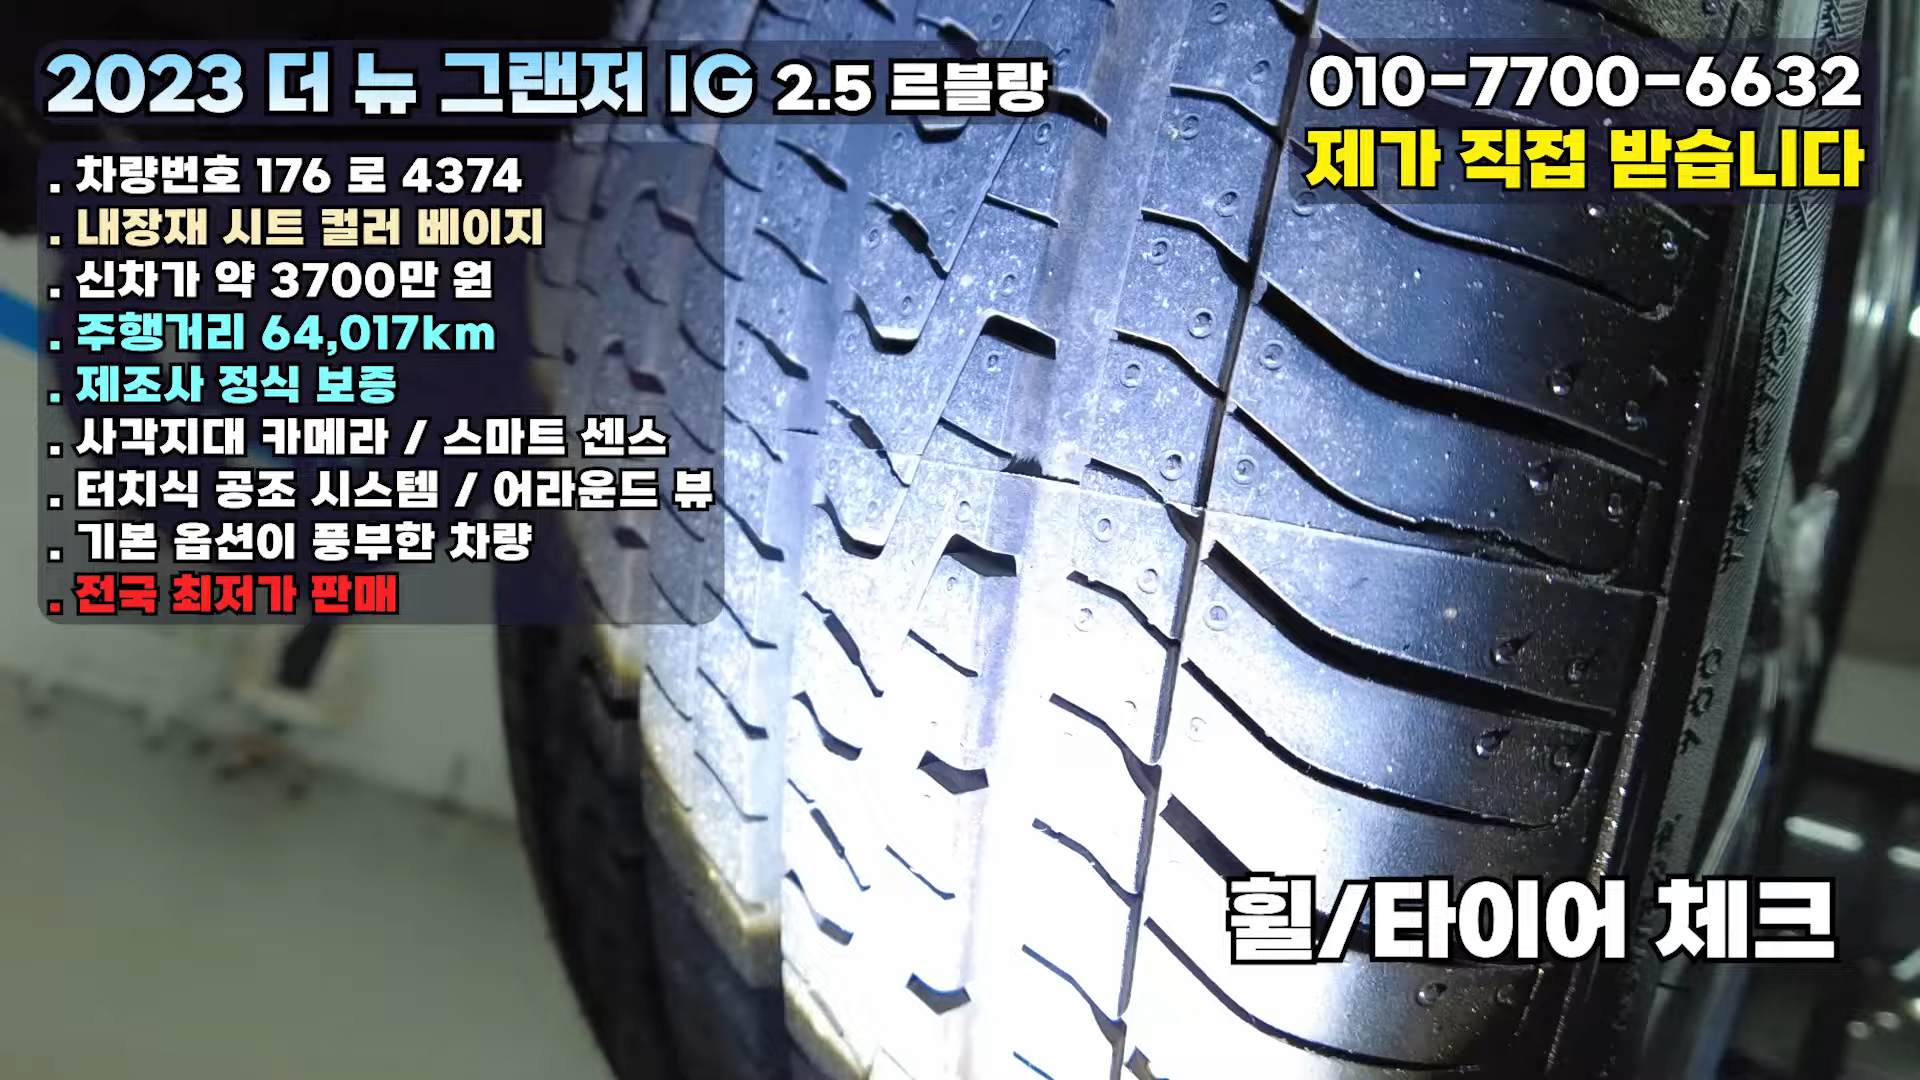 2023 더 뉴 그랜저 IG 2.5 르블랑
. 차량번호 176 로 4374
. 내장재 시트 컬러 베이지
. 신차가 약 3700만 원
. 주행거리 64,017km
. 제조사 정식 보증
. 사각지대 카메라 / 스마트 센스
. 터치식 공조 시스템 / 어라운드 뷰
. 기본 옵션이 풍부한 차량
. 전국 최저가 판매
010-7700-6632
제가 직접 받습니다
휠/타이어 체크